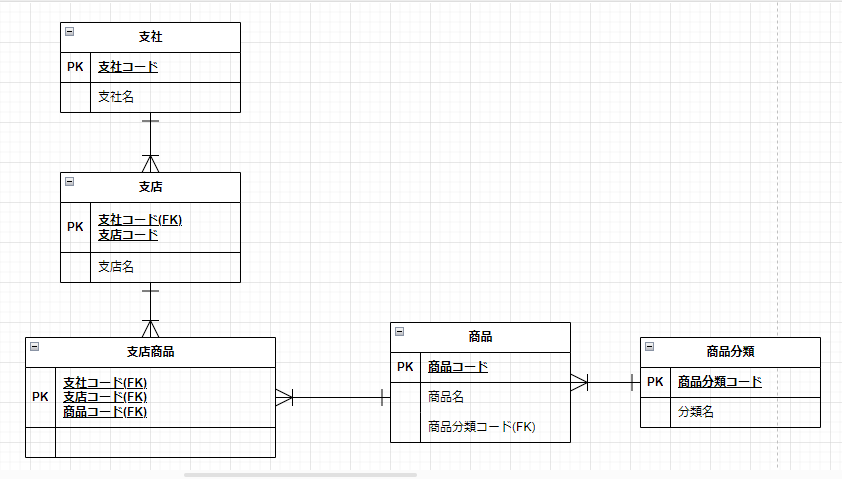 支社
PK 支社コード
支社名
支店
PK 支社コード(FK)
支店コード
支店名
支店商品
PK 支社コード(FK)
支店コード(FK)
商品コード(FK)
商品
PK 商品コード
商品名
商品分類コード(FK)
商品分類
PK 商品分類コード
分類名